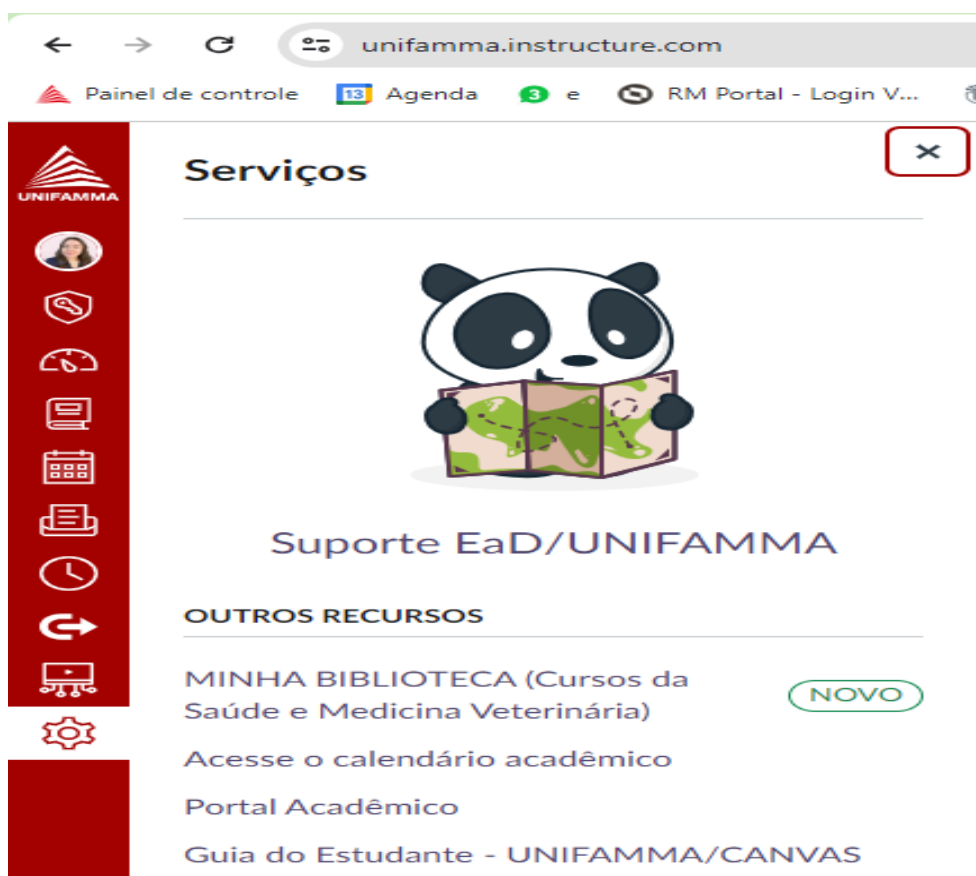 unifamma.instructure.com
Painel de controle 13 Agenda 3 e RM Portal - Login V...
UNIFAMMA
Serviços
Suporte EaD/UNIFAMMA
OUTROS RECURSOS
MINHA BIBLIOTECA (Cursos da
Saúde e Medicina Veterinária) NOVO
Acesse o calendário acadêmico
Portal Acadêmico
Guia do Estudante - UNIFAMMA/CANVAS